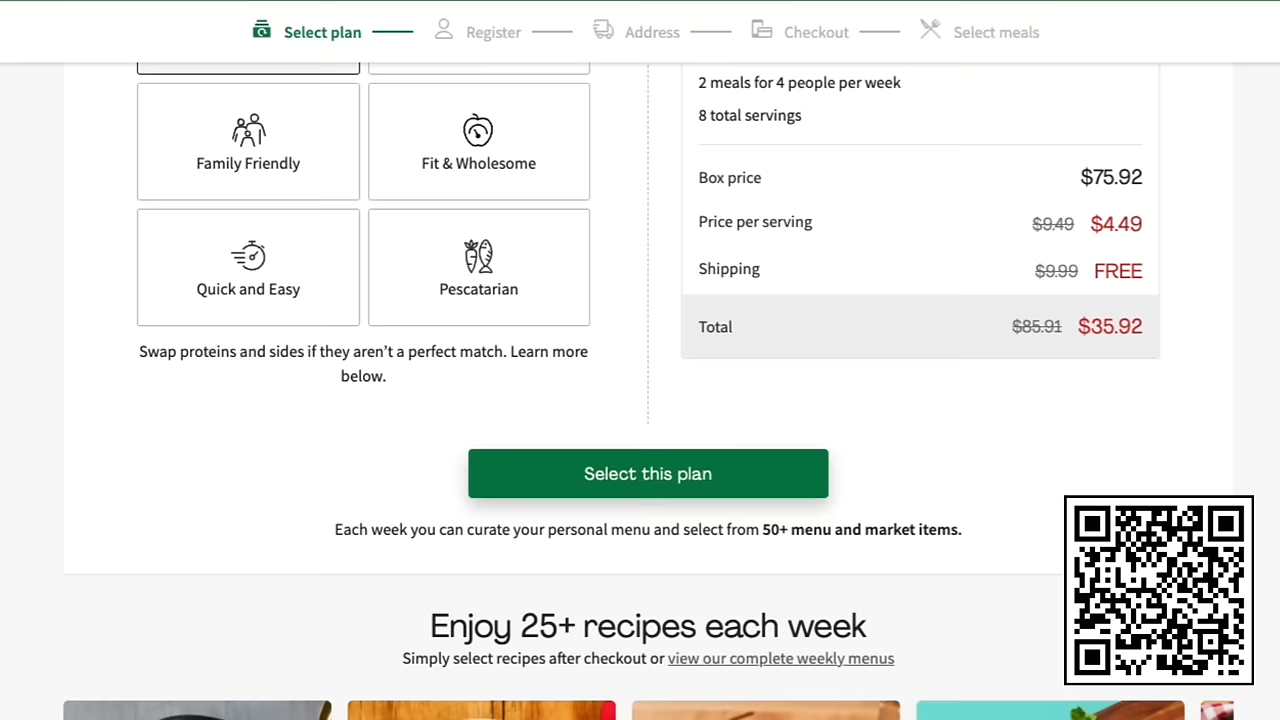 Select plan
Register
Address
Checkout
Select meals
Family Friendly
Fit & Wholesome
Quick and Easy
Pescatarian
Swap proteins and sides if they aren’t a perfect match. Learn more
below.
2 meals for 4 people per week
8 total servings
Box price $75.92
Price per serving $9.49 $4.49
Shipping $9.99 FREE
Total $85.91 $35.92
Select this plan
Each week you can curate your personal menu and select from 50+ menu and market items.
Enjoy 25+ recipes each week
Simply select recipes after checkout or view our complete weekly menus